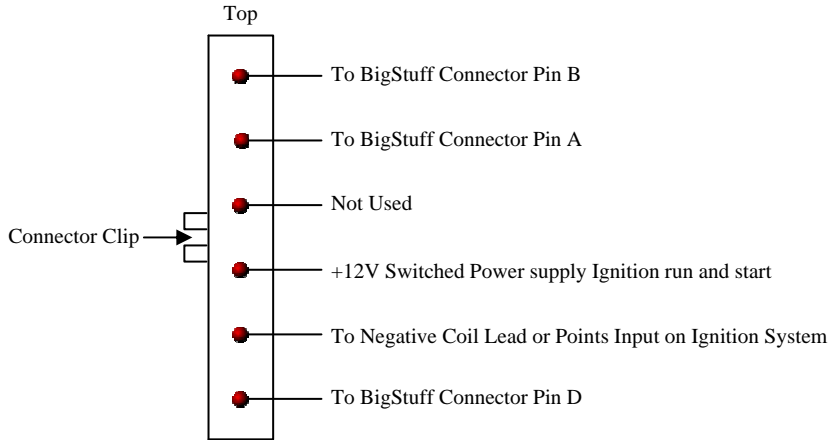 Top
To BigStuff Connector Pin B
To BigStuff Connector Pin A
Not Used
Connector Clip
+12V Switched Power supply Ignition run and start
To Negative Coil Lead or Points Input on Ignition System
To BigStuff Connector Pin D